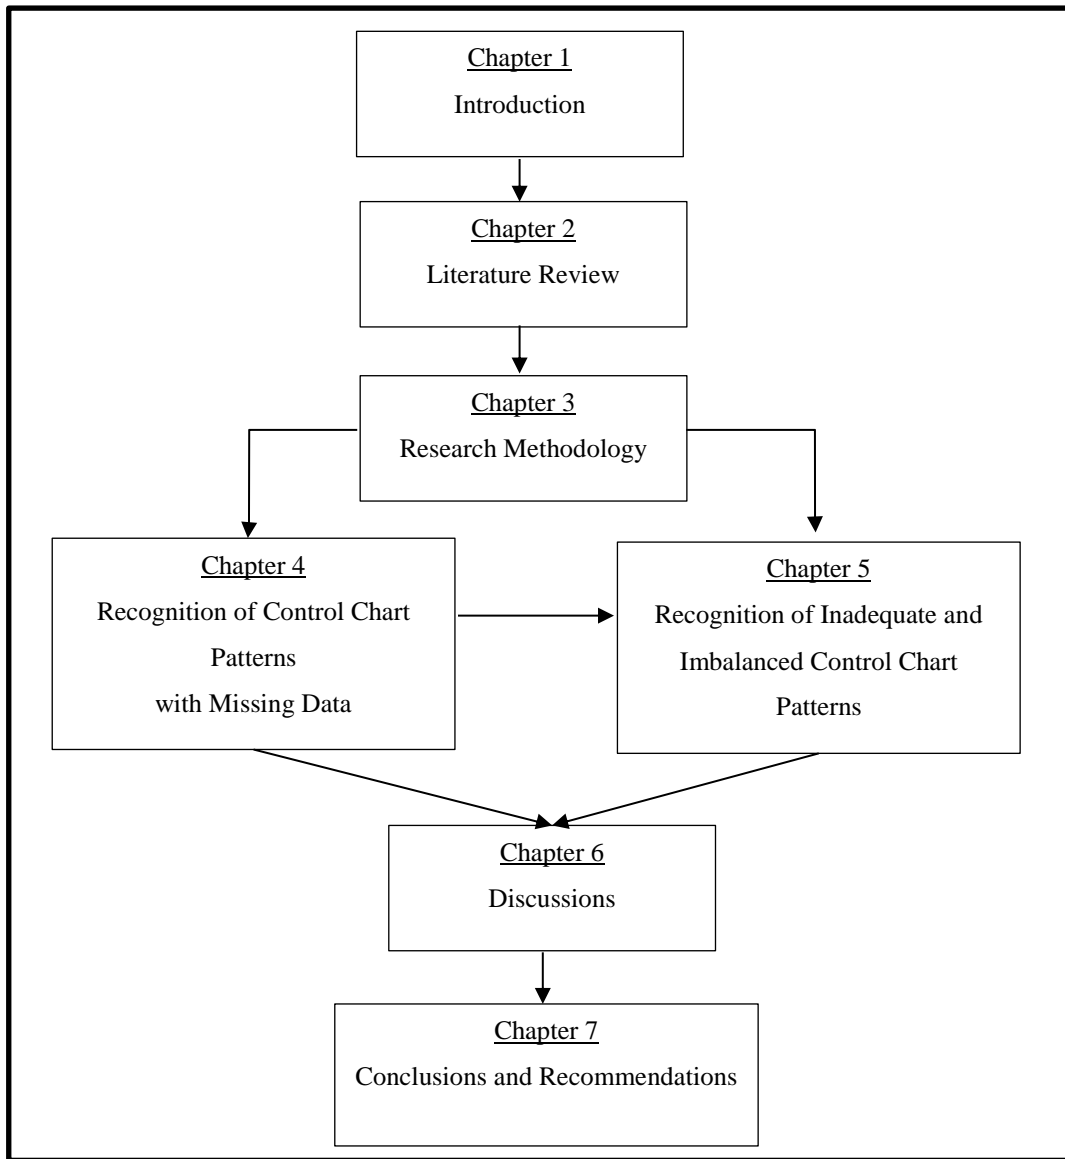 Chapter 1
Introduction
Chapter 2
Literature Review
Chapter 3
Research Methodology
Chapter 4
Recognition of Control Chart
Patterns
with Missing Data
Chapter 5
Recognition of Inadequate and
Imbalanced Control Chart
Patterns
Chapter 6
Discussions
Chapter 7
Conclusions and Recommendations